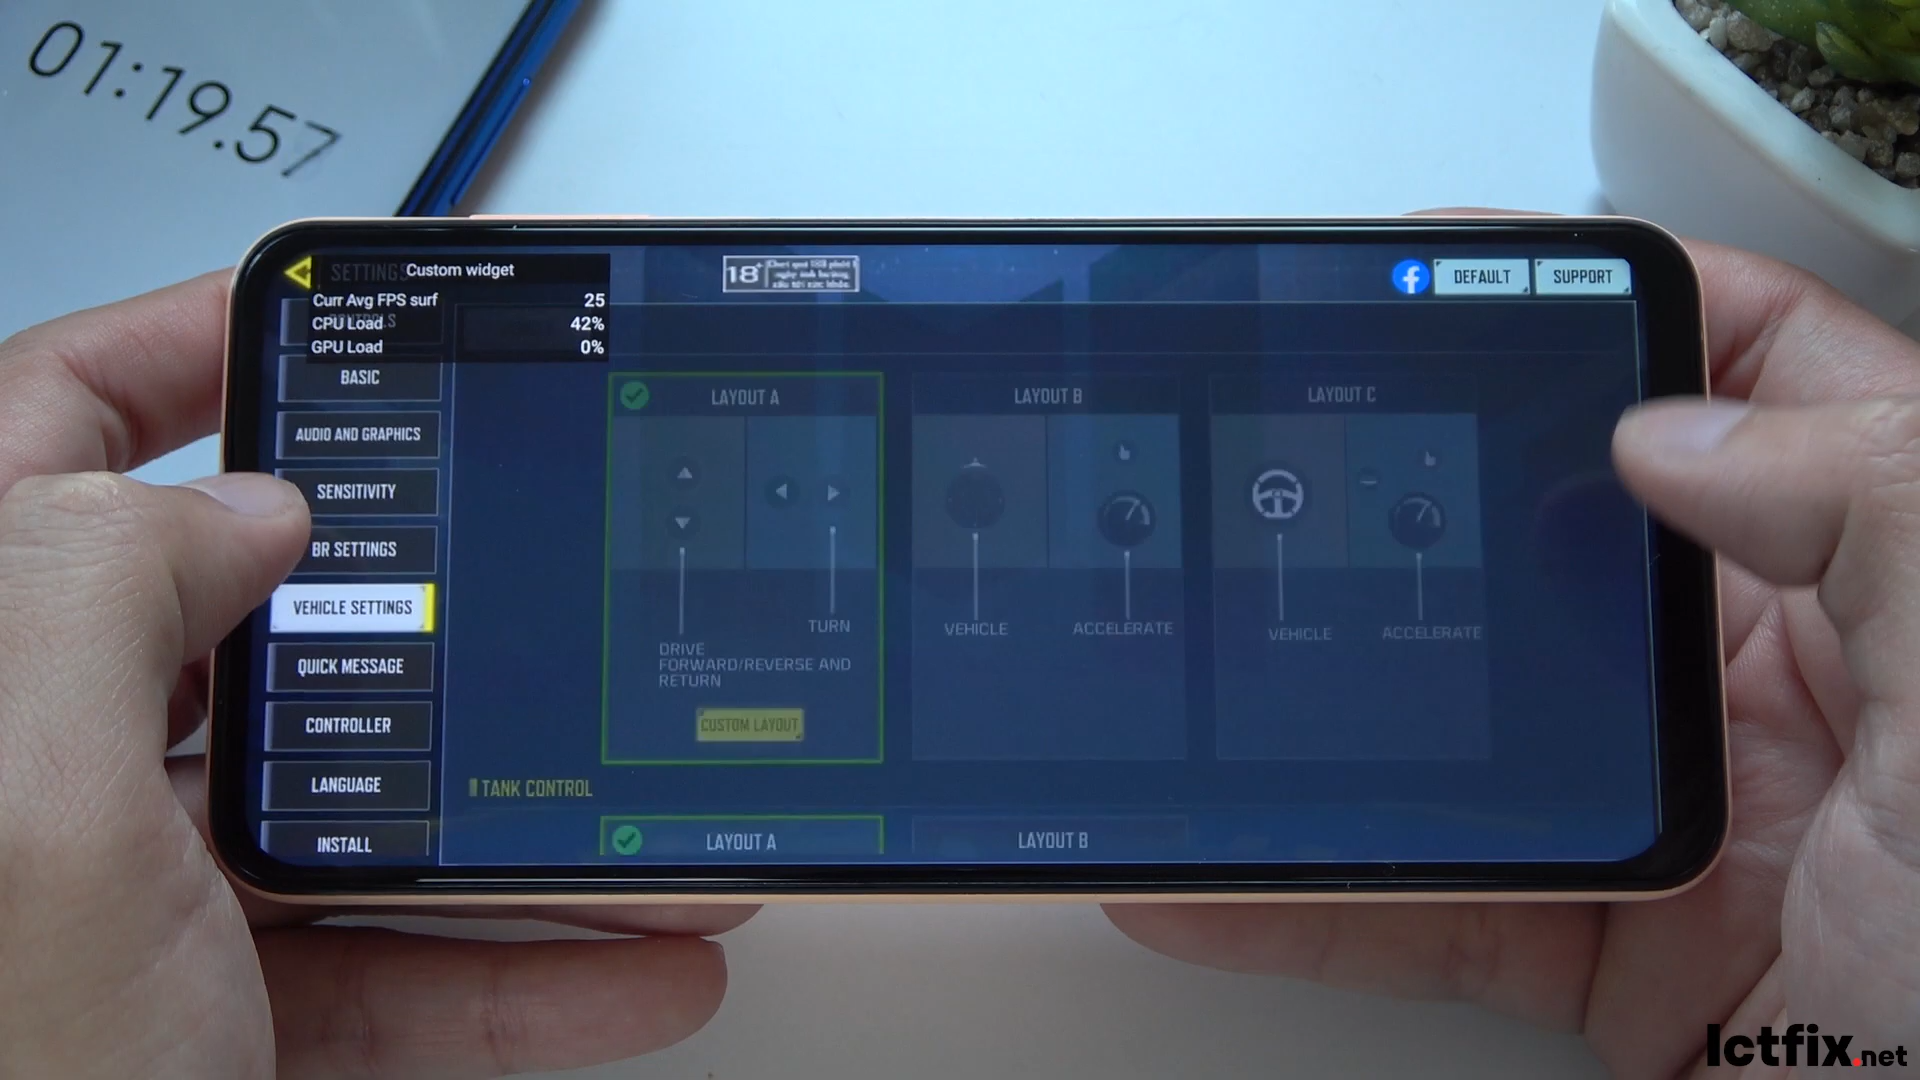 01:19.57
SETTINGS
Custom widget
18+
DEFAULT
SUPPORT
Curr Avg FPS surf 25
CONTROLS
CPU Load 42%
GPU Load 0%
BASIC
AUDIO AND GRAPHICS
SENSITIVITY
BR SETTINGS
VEHICLE SETTINGS
QUICK MESSAGE
CONTROLLER
LANGUAGE
INSTALL
LAYOUT A
LAYOUT B
LAYOUT C
TURN
DRIVE
FORWARD/REVERSE AND
RETURN
VEHICLE
ACCELERATE
VEHICLE
ACCELERATE
CUSTOM LAYOUT
TANK CONTROL
LAYOUT A
LAYOUT B
Ictfix.net